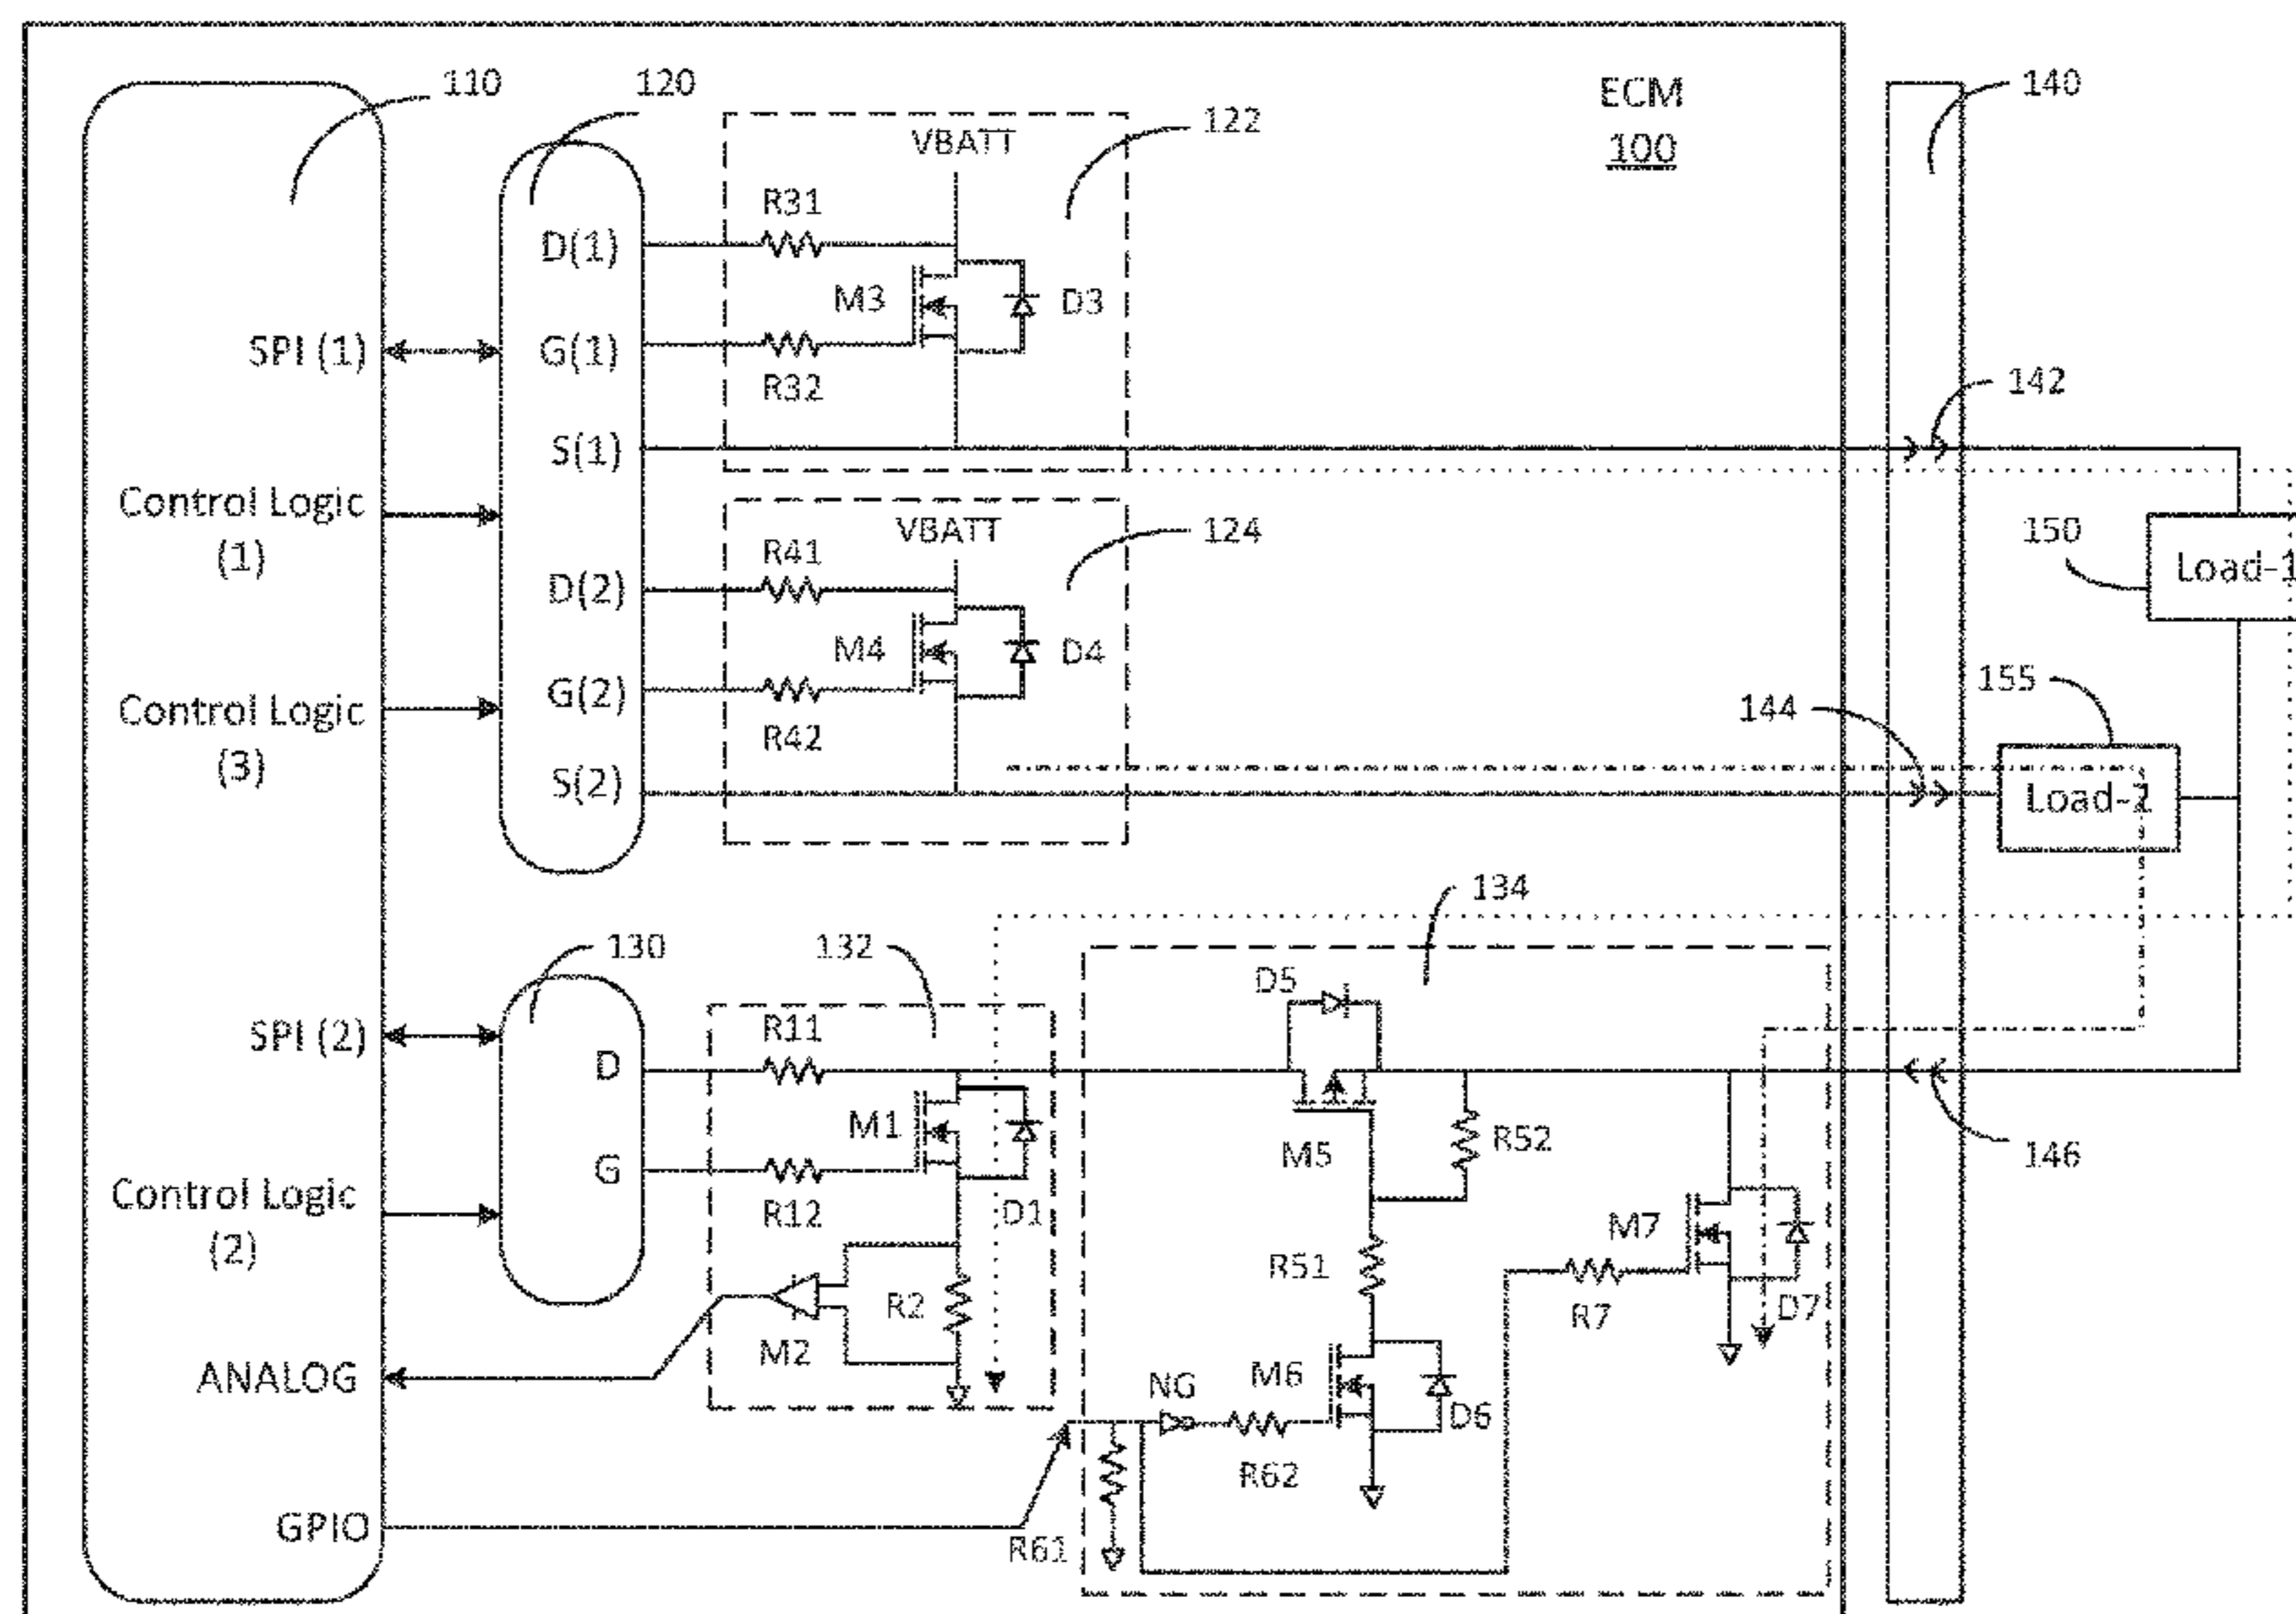 ECM
100
110
120
VBATT
122
140
R31
D(1)
M3
D3
SPI (1)
G(1)
R32
142
S(1)
Control Logic
(1)
VBATT
124
150
Load-1
R41
D(2)
M4
D4
155
Control Logic
(3)
G(2)
R42
144
S(2)
134
130
132
D5
SPI (2)
R11
D
M1
M5
R52
146
G
Control Logic
(2)
R12
D1
M7
R51
R2
R7
D7
M2
ANALOG
NG
M6
D6
R62
GPIO
R61